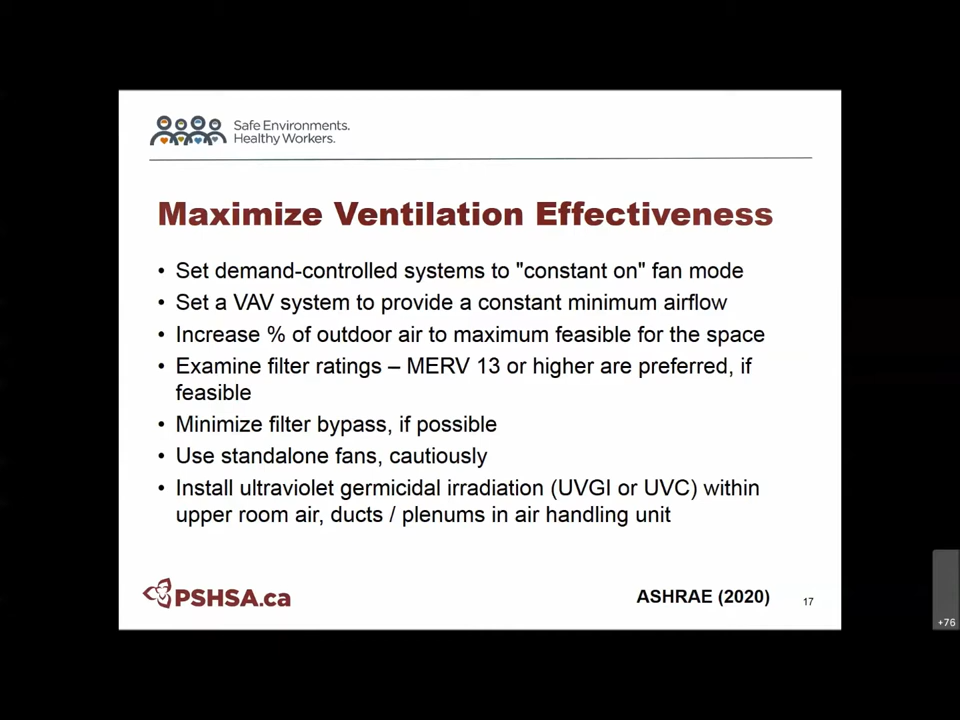 Safe Environments.
Healthy Workers.
Maximize Ventilation Effectiveness
• Set demand-controlled systems to "constant on" fan mode
• Set a VAV system to provide a constant minimum airflow
• Increase % of outdoor air to maximum feasible for the space
• Examine filter ratings – MERV 13 or higher are preferred, if
feasible
• Minimize filter bypass, if possible
• Use standalone fans, cautiously
• Install ultraviolet germicidal irradiation (UVGI or UVC) within
upper room air, ducts / plenums in air handling unit
PSHSA.ca
ASHRAE (2020)
17
+76